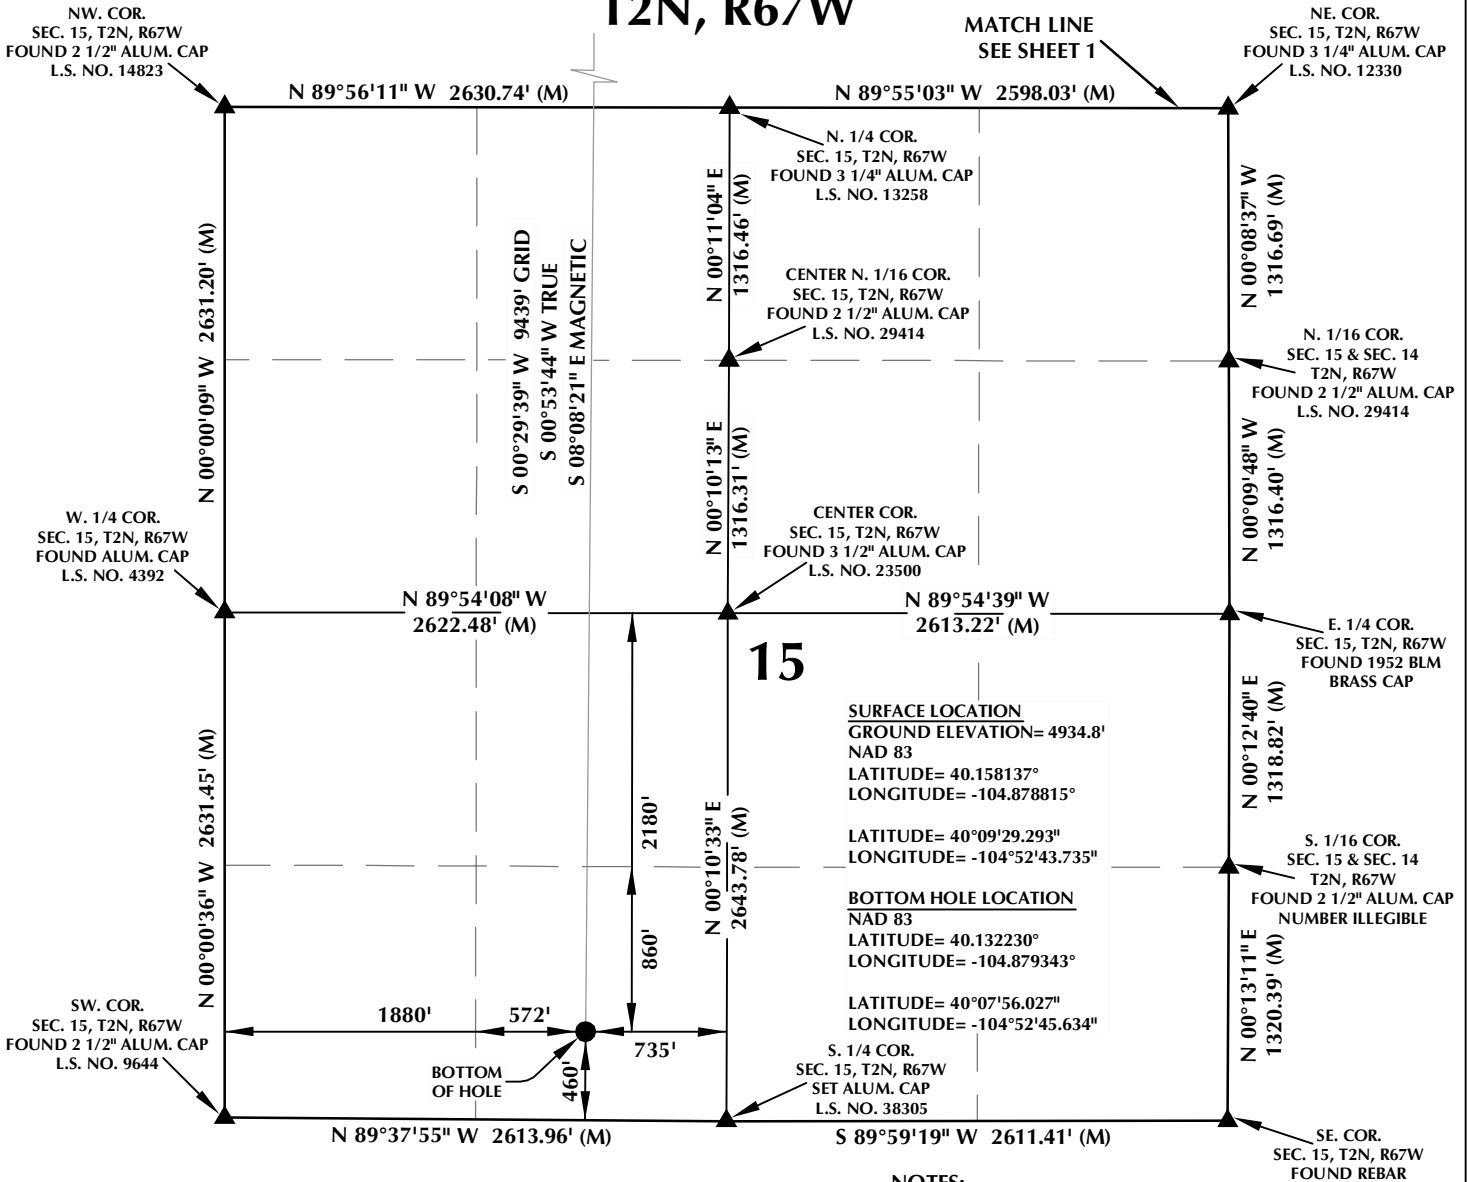 T2N, R67W
NW. COR.
SEC. 15, T2N, R67W
FOUND 2 1/2" ALUM. CAP
L.S. NO. 14823
MATCH LINE
SEE SHEET 1
NE. COR.
SEC. 15, T2N, R67W
FOUND 3 1/4" ALUM. CAP
L.S. NO. 12330
N 89°56'11" W 2630.74' (M)
N 89°55'03" W 2598.03' (M)
N. 1/4 COR.
SEC. 15, T2N, R67W
FOUND 3 1/4" ALUM. CAP
L.S. NO. 13258
N 00°00'09" W 2631.20' (M)
S 00°29'39" W 9439' GRID
S 00°53'44" W TRUE
S 08°08'21" E MAGNETIC
N 00°11'04" E
1316.46' (M)
N 00°08'37" W
1316.69' (M)
CENTER N. 1/16 COR.
SEC. 15, T2N, R67W
FOUND 2 1/2" ALUM. CAP
L.S. NO. 29414
N. 1/16 COR.
SEC. 15 & SEC. 14
T2N, R67W
FOUND 2 1/2" ALUM. CAP
L.S. NO. 29414
N 00°10'13" E
1316.31' (M)
N 00°09'48" W
1316.40' (M)
W. 1/4 COR.
SEC. 15, T2N, R67W
FOUND ALUM. CAP
L.S. NO. 4392
CENTER COR.
SEC. 15, T2N, R67W
FOUND 3 1/2" ALUM. CAP
L.S. NO. 23500
N 89°54'08" W
2622.48' (M)
N 89°54'39" W
2613.22' (M)
E. 1/4 COR.
SEC. 15, T2N, R67W
FOUND 1952 BLM
BRASS CAP
15
N 00°00'36" W 2631.45' (M)
2180'
860'
N 00°10'33" E
2643.78' (M)
SURFACE LOCATION
GROUND ELEVATION= 4934.8'
NAD 83
LATITUDE= 40.158137°
LONGITUDE= -104.878815°
LATITUDE= 40°09'29.293"
LONGITUDE= -104°52'43.735"
BOTTOM HOLE LOCATION
NAD 83
LATITUDE= 40.132230°
LONGITUDE= -104.879343°
LATITUDE= 40°07'56.027"
LONGITUDE= -104°52'45.634"
N 00°12'40" E
1318.82' (M)
S. 1/16 COR.
SEC. 15 & SEC. 14
T2N, R67W
FOUND 2 1/2" ALUM. CAP
NUMBER ILLEGIBLE
N 00°13'11" E
1320.39' (M)
SW. COR.
SEC. 15, T2N, R67W
FOUND 2 1/2" ALUM. CAP
L.S. NO. 9644
1880'
572'
735'
460'
BOTTOM
OF HOLE
S. 1/4 COR.
SEC. 15, T2N, R67W
SET ALUM. CAP
L.S. NO. 38305
N 89°37'55" W 2613.96' (M)
S 89°59'19" W 2611.41' (M)
SE. COR.
SEC. 15, T2N, R67W
FOUND REBAR
NOTES: